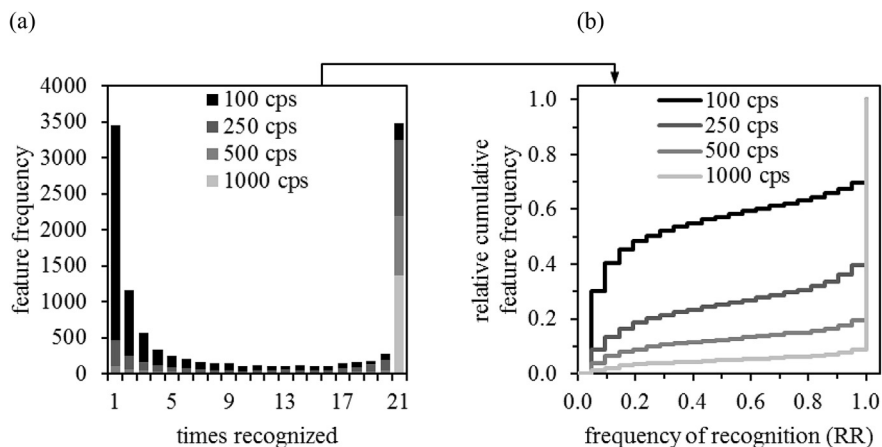 (a)
feature frequency
4000
3500
3000
2500
2000
1500
1000
500
0
100 cps
250 cps
500 cps
1000 cps
1 5 9 13 17 21
times recognized
(b)
relative cumulative
feature frequency
1.0
0.8
0.6
0.4
0.2
0.0
100 cps
250 cps
500 cps
1000 cps
0.0 0.2 0.4 0.6 0.8 1.0
frequency of recognition (RR)